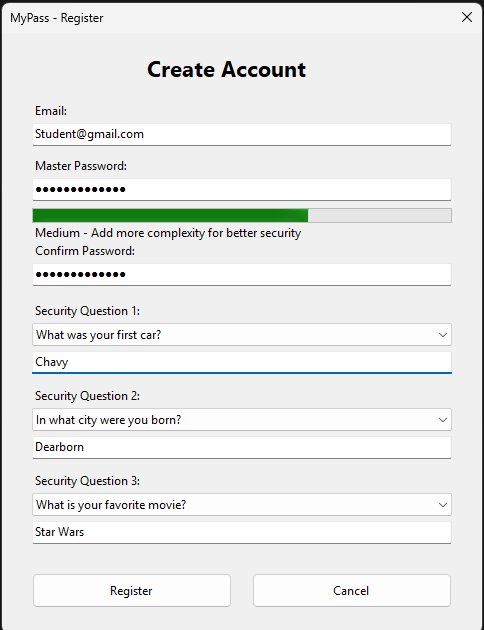 MyPass - Register
Create Account
Email:
Student@gmail.com
Master Password:
●●●●●●●●●●●●●
Medium - Add more complexity for better security
Confirm Password:
●●●●●●●●●●●●●
Security Question 1:
What was your first car?
Chavy
Security Question 2:
In what city were you born?
Dearborn
Security Question 3:
What is your favorite movie?
Star Wars
Register Cancel